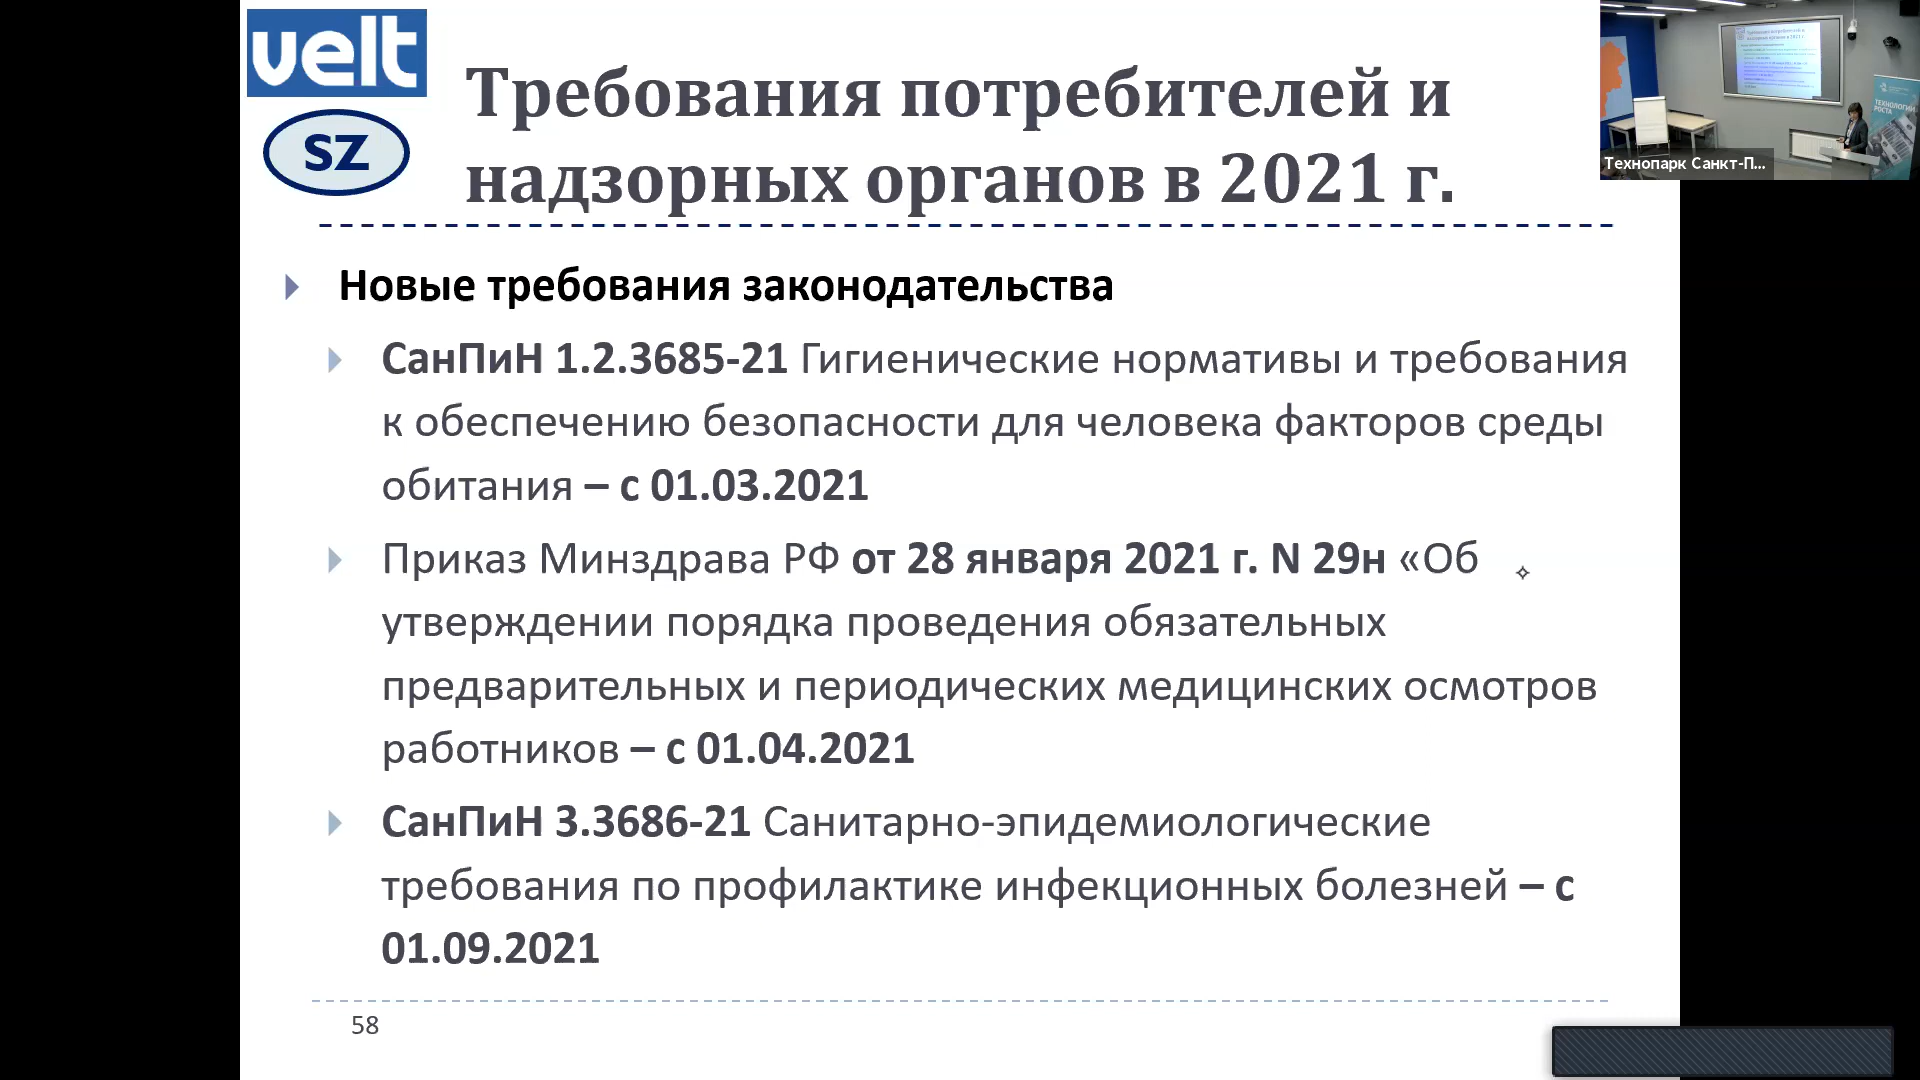 velt
SZ
Требования потребителей и
надзорных органов в 2021 г.
Новые требования законодательства
СанПиН 1.2.3685-21 Гигиенические нормативы и требования
к обеспечению безопасности для человека факторов среды
обитания – с 01.03.2021
Приказ Минздрава РФ от 28 января 2021 г. N 29н «Об
утверждении порядка проведения обязательных
предварительных и периодических медицинских осмотров
работников – с 01.04.2021
СанПиН 3.3686-21 Санитарно-эпидемиологические
требования по профилактике инфекционных болезней – с
01.09.2021
58
Технопарк Санкт-П...
ТЕХНОЛОГИИ
РОСТА